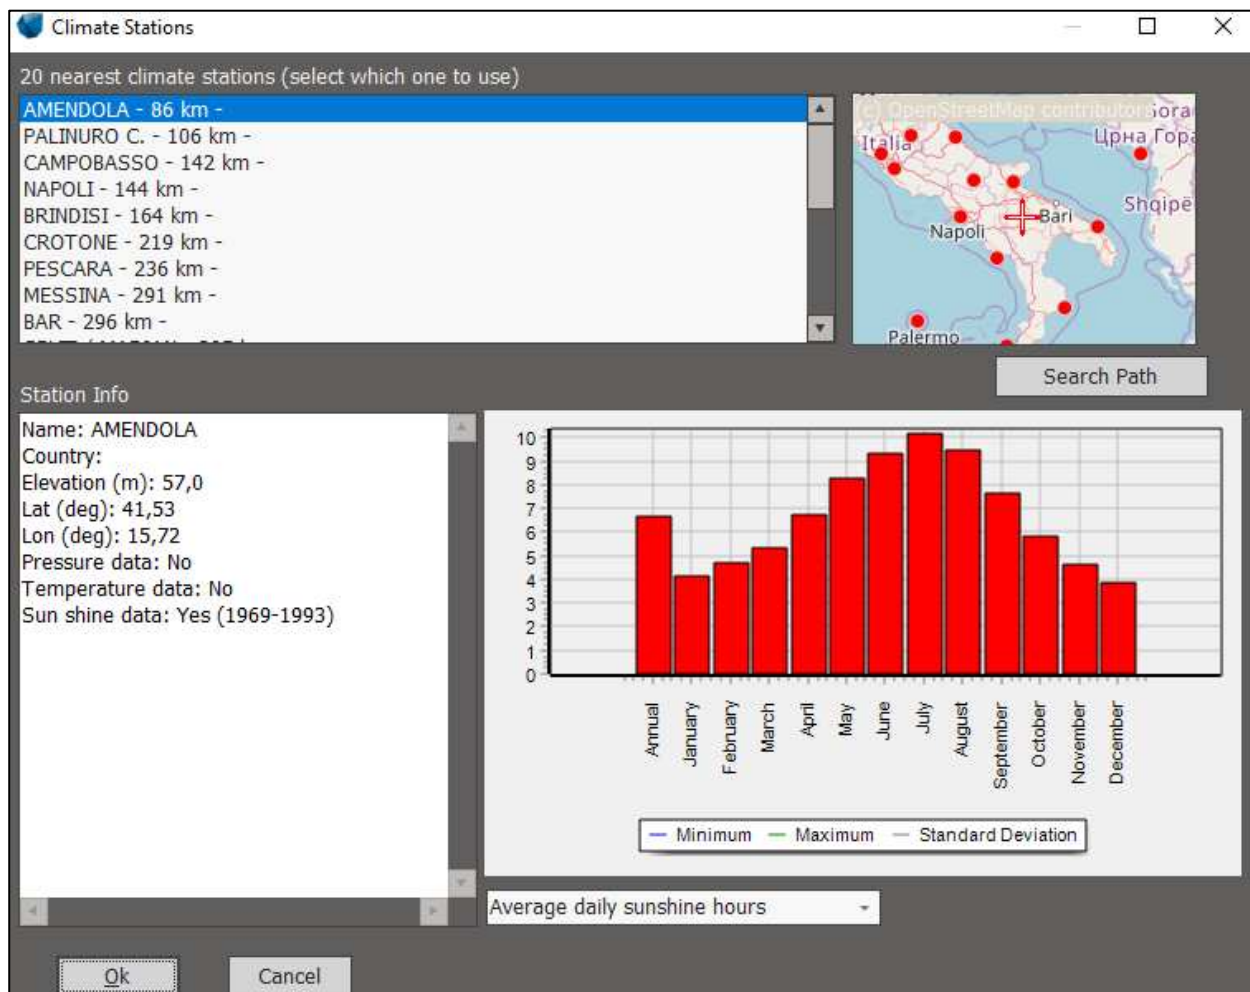 Climate Stations
20 nearest climate stations (select which one to use)
AMENDOLA - 86 km -
PALINURO C. - 106 km -
CAMPOBASSO - 142 km -
NAPOLI - 144 km -
BRINDISI - 164 km -
CROTONE - 219 km -
PESCARA - 236 km -
MESSINA - 291 km -
BAR - 296 km -
(c) OpenStreetMap contributors
Italia
Црна Гор
Shqipë
Bari
Napoli
Palermo
Search Path
Station Info
Name: AMENDOLA
Country:
Elevation (m): 57,0
Lat (deg): 41,53
Lon (deg): 15,72
Pressure data: No
Temperature data: No
Sun shine data: Yes (1969-1993)
10
9
8
7
6
5
4
3
2
1
0
Annual
January
February
March
April
May
June
July
August
September
October
November
December
Minimum
Maximum
Standard Deviation
Average daily sunshine hours
Ok
Cancel